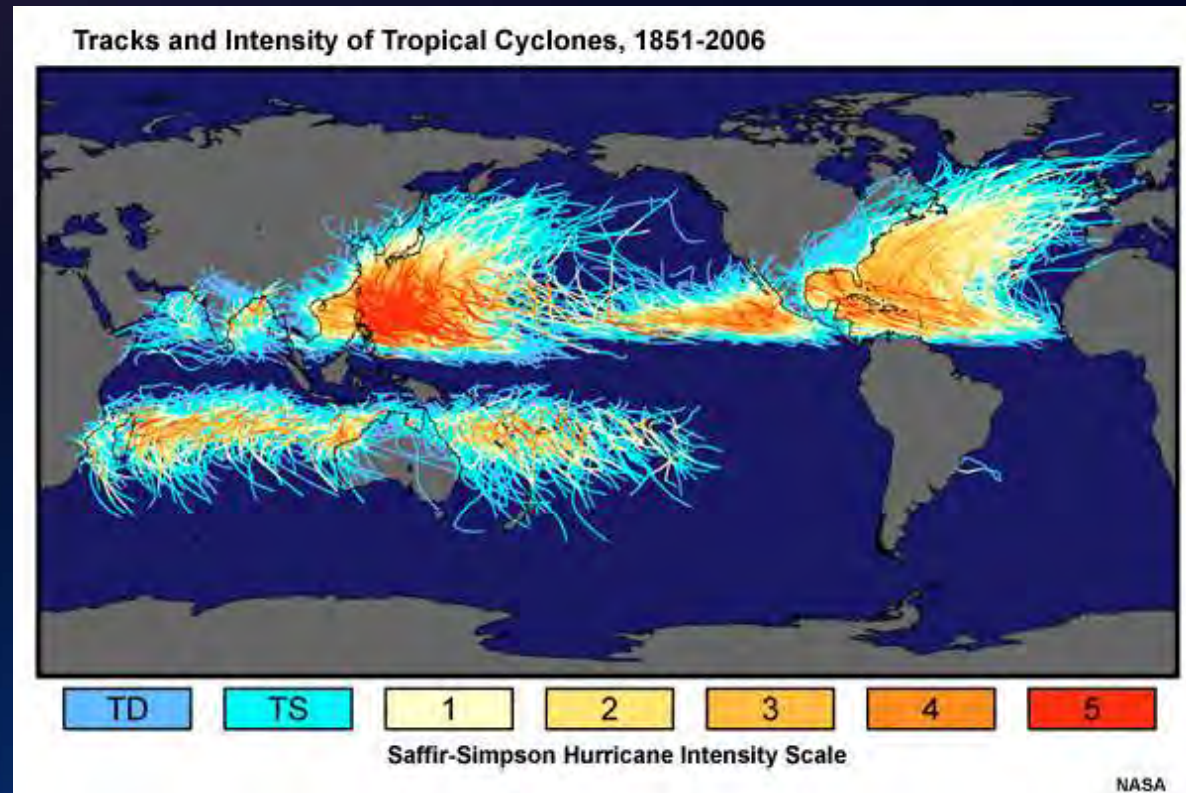 Tracks and Intensity of Tropical Cyclones, 1851-2006
TD TS 1 2 3 4 5
Saffir-Simpson Hurricane Intensity Scale
NASA